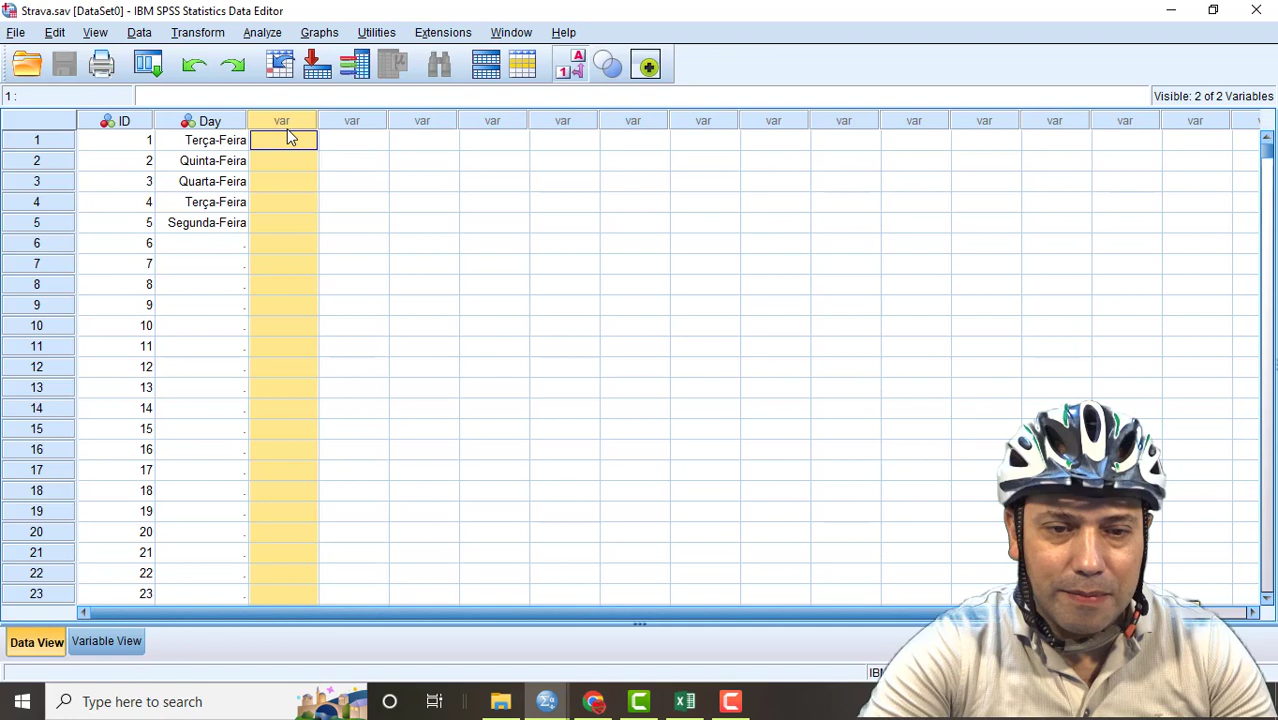 Strava.sav [DataSet0] - IBM SPSS Statistics Data Editor
File Edit View Data Transform Analyze Graphs Utilities Extensions Window Help
1 :
Visible: 2 of 2 Variables
ID Day var var var var var var var var var var var var var var
1 1 Terça-Feira
2 2 Quinta-Feira
3 3 Quarta-Feira
4 4 Terça-Feira
5 5 Segunda-Feira
6 6 .
7 7 .
8 8 .
9 9 .
10 10 .
11 11 .
12 12 .
13 13 .
14 14 .
15 15 .
16 16 .
17 17 .
18 18 .
19 19 .
20 20 .
21 21 .
22 22 .
23 23 .
Data View Variable View
Type here to search